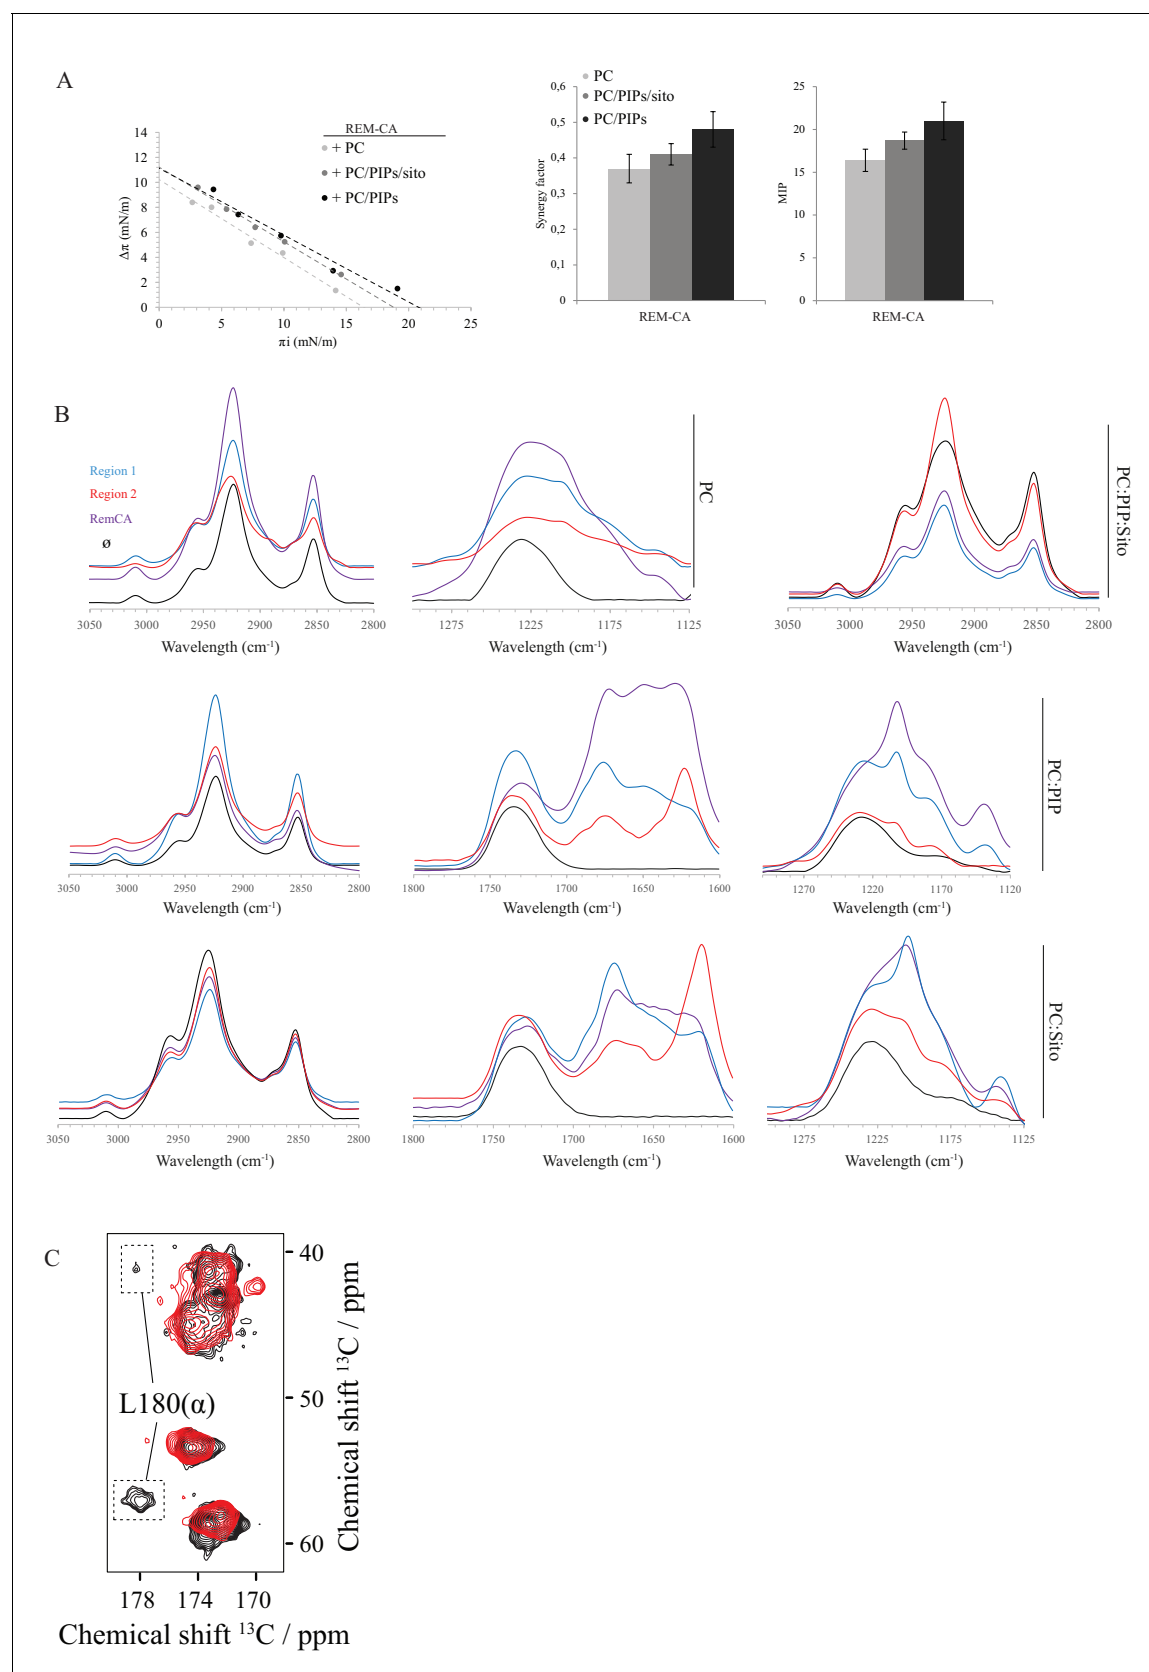 A
REM-CA
+ PC
+ PC/PIPs/sito
+ PC/PIPs
14
12
10
8
6
4
2
0
Δπ (mN/m)
0 5 10 15 20 25
πi (mN/m)
PC
PC/PIPs/sito
PC/PIPs
0,6
0,5
0,4
0,3
0,2
0,1
0
Synergy factor
REM-CA
25
20
15
10
5
0
MIP
REM-CA
B
Region 1
Region 2
RemCA
ø
3050 3000 2950 2900 2850 2800
Wavelength (cm-1)
1275 1225 1175 1125
Wavelength (cm-1)
PC
3050 3000 2950 2900 2850 2800
Wavelength (cm-1)
PC:PIP:Sito
3050 3000 2950 2900 2850 2800
Wavelength (cm-1)
1800 1750 1700 1650 1600
Wavelength (cm-1)
1270 1220 1170 1120
Wavelength (cm-1)
PC:PIP
3050 3000 2950 2900 2850 2800
Wavelength (cm-1)
1800 1750 1700 1650 1600
Wavelength (cm-1)
1275 1225 1175 1125
Wavelength (cm-1)
PC:Sito
C
L180(α)
40
50
60
Chemical shift 13C / ppm
178 174 170
Chemical shift 13C / ppm